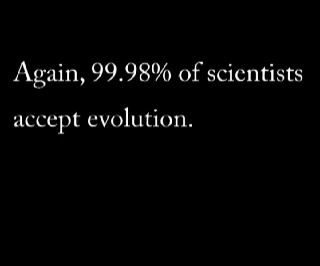 Again, 99.98% of scientists
accept evolution.